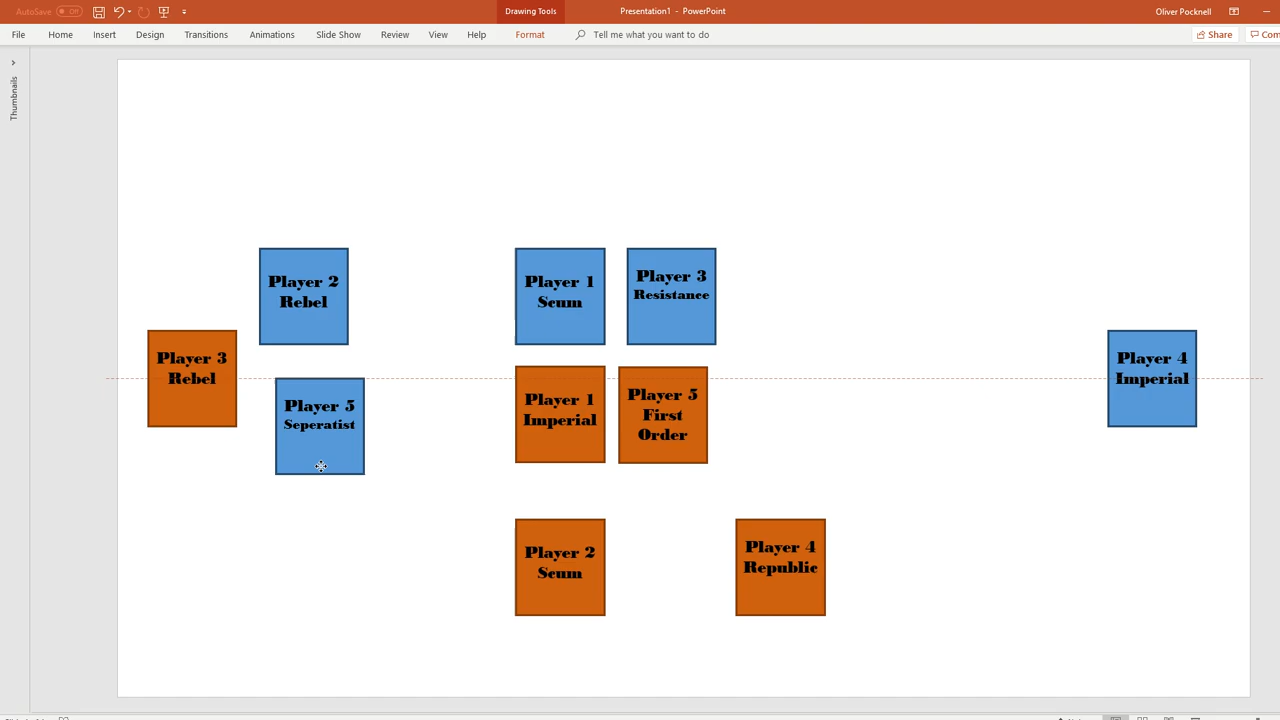 AutoSave Off
Drawing Tools
Presentation1 - PowerPoint
Oliver Pocknell
File Home Insert Design Transitions Animations Slide Show Review View Help Format Tell me what you want to do
Share
Com
Thumbnails
Player 2
Rebel
Player 1
Scum
Player 3
Resistance
Player 3
Rebel
Player 4
Imperial
Player 5
Seperatist
Player 1
Imperial
Player 5
First
Order
Player 2
Scum
Player 4
Republic